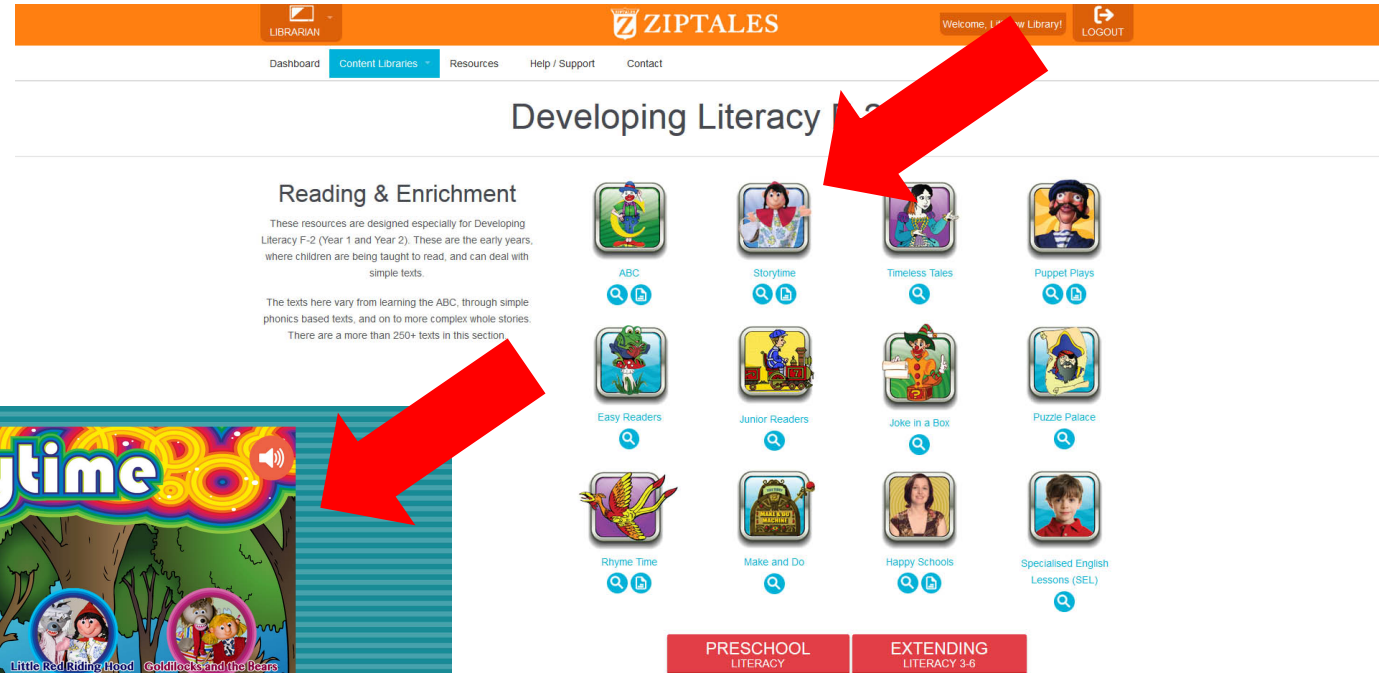 LIBRARIAN
ZIPTALES
Welcome, Library!
LOGOUT
Dashboard Content Libraries Resources Help / Support Contact
Developing Literacy
Reading & Enrichment
These resources are designed especially for Developing
Literacy F-2 (Year 1 and Year 2). These are the early years,
where children are being taught to read, and can deal with
simple texts.
The texts here vary from learning the ABC, through simple
phonics based texts, and on to more complex whole stories.
There are a more than 250+ texts in this section
ABC
Storytime
Timeless Tales
Puppet Plays
Easy Readers
Junior Readers
Joke in a Box
Puzzle Palace
MAKE & DO
MACHINE
Rhyme Time
Make and Do
Happy Schools
Specialised English
Lessons (SEL)
ytime
Little Red Riding Hood
Goldilocks and the Bears
PRESCHOOL
LITERACY
EXTENDING
LITERACY 3-6